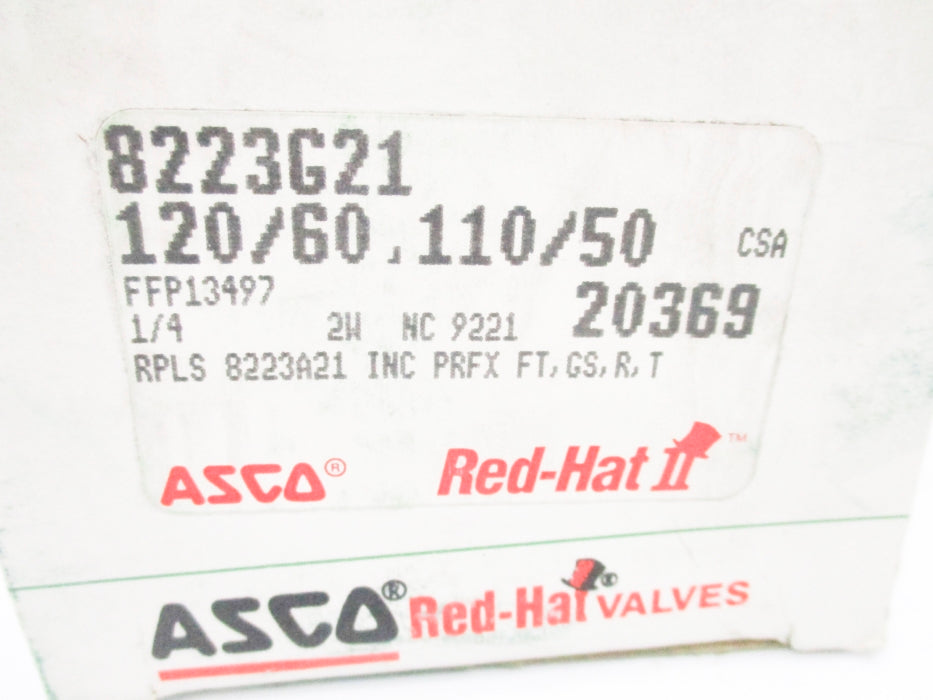 8223G21
120/60,110/50 CSA
FFP13497
1/4 2W NC 9221 20369
RPLS 8223A21 INC PRFX FT,GS,R,T
ASCO® Red-Hat II™
ASCO® Red-Hat® VALVES